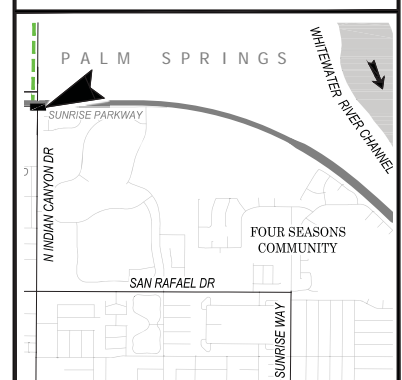 PALM SPRINGS
WHITEWATER RIVER CHANNEL
SUNRISE PARKWAY
N INDIAN CANYON DR
FOUR SEASONS
COMMUNITY
SAN RAFAEL DR
SUNRISE WAY